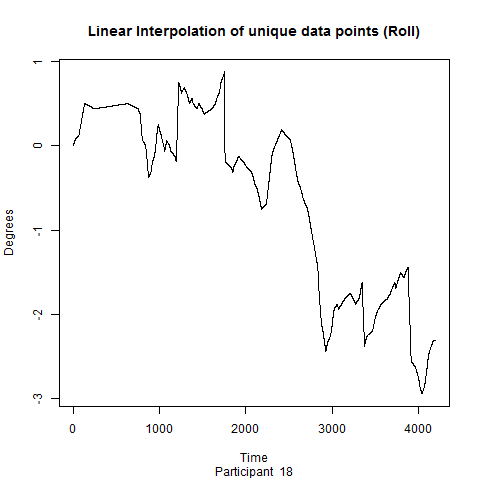 Linear Interpolation of unique data points (Roll)
Degrees
1
0
-1
-2
-3
0 1000 2000 3000 4000
Time
Participant 18